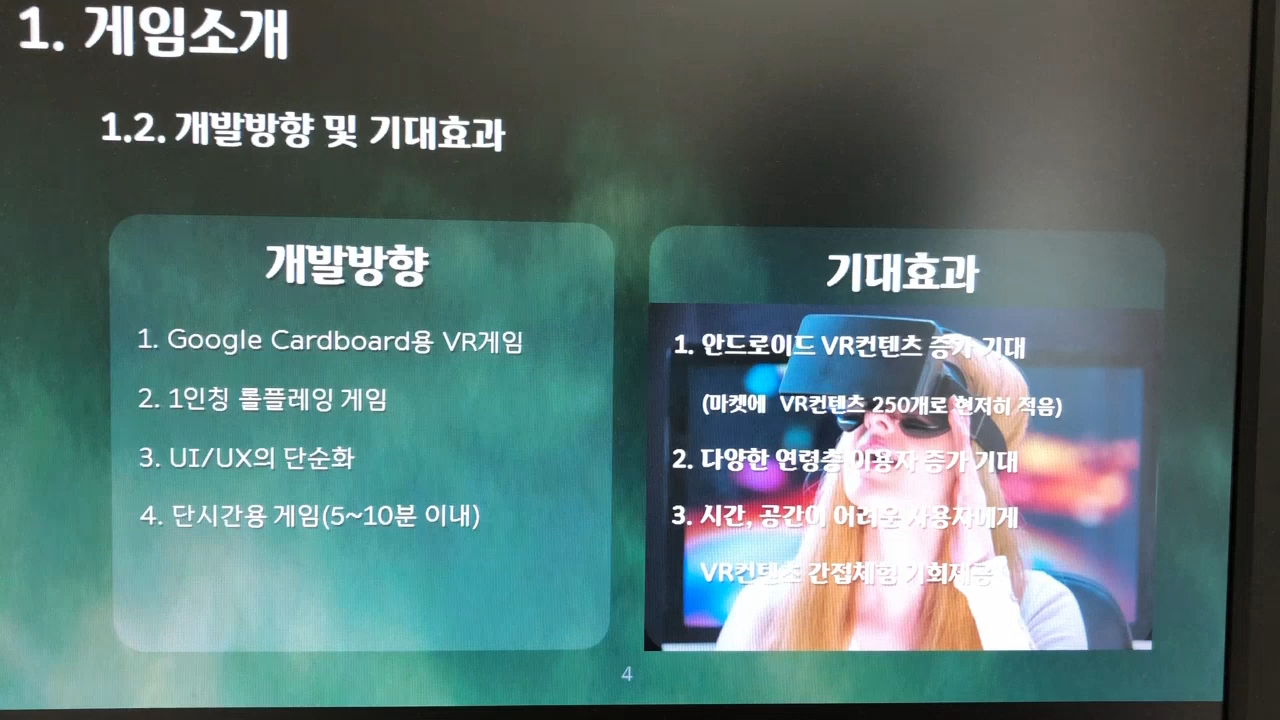 1. 게임소개
1.2. 개발방향 및 기대효과
개발방향
1. Google Cardboard용 VR게임
2. 1인칭 롤플레잉 게임
3. UI/UX의 단순화
4. 단시간용 게임(5~10분 이내)
기대효과
1. 안드로이드 VR컨텐츠 증가 기대
(마켓에 VR컨텐츠 250개로 현저히 적음)
2. 다양한 연령층 이용자 증가 기대
3. 시간, 공간이 어려운 사용자에게
VR컨텐츠 간접체험 기회제공
4